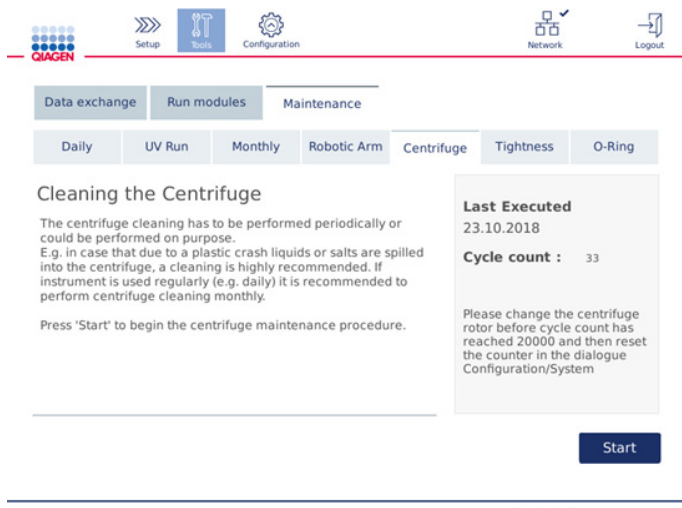 QIAGEN
Setup
Tools
Configuration
Network
Logout
Data exchange
Run modules
Maintenance
Daily
UV Run
Monthly
Robotic Arm
Centrifuge
Tightness
O-Ring
Cleaning the Centrifuge
The centrifuge cleaning has to be performed periodically or
could be performed on purpose.
E.g. in case that due to a plastic crash liquids or salts are spilled
into the centrifuge, a cleaning is highly recommended. If
instrument is used regularly (e.g. daily) it is recommended to
perform centrifuge cleaning monthly.
Press 'Start' to begin the centrifuge maintenance procedure.
Last Executed
23.10.2018
Cycle count : 33
Please change the centrifuge
rotor before cycle count has
reached 20000 and then reset
the counter in the dialogue
Configuration/System
Start